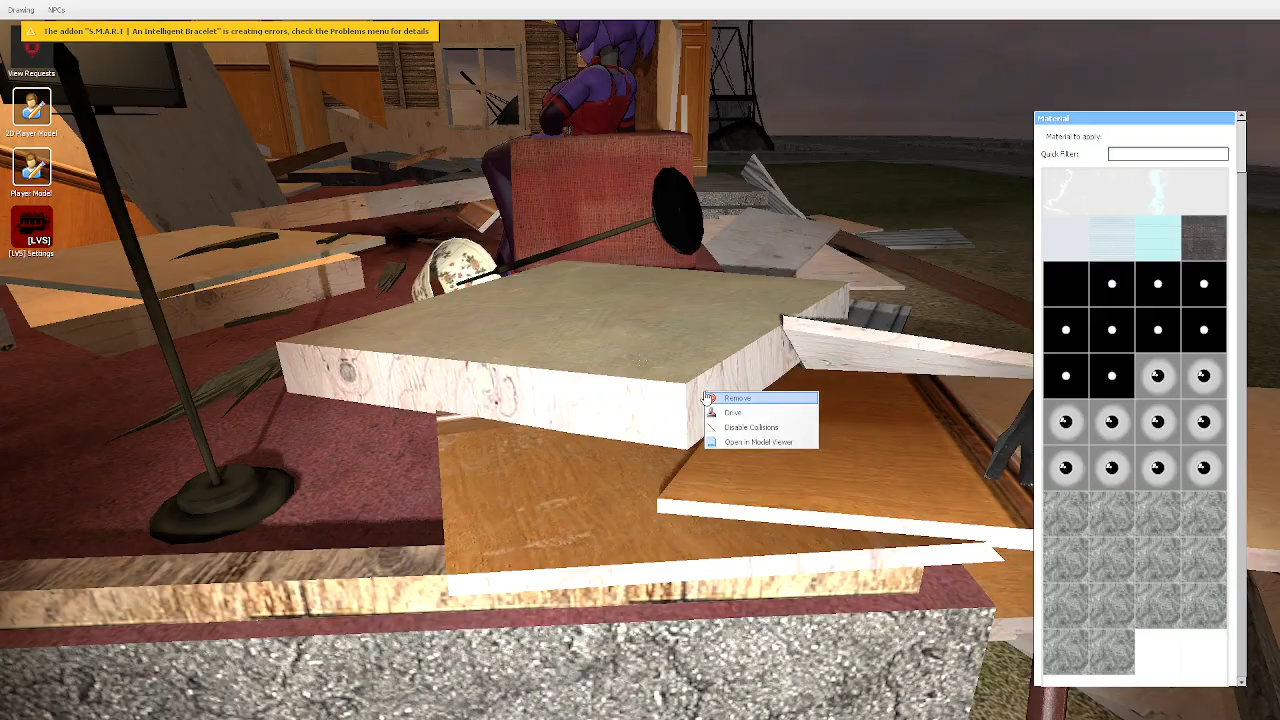 Drawing
NPCs
The addon "S.M.A.R.T | An Intelligent Bracelet" is creating errors, check the Problems menu for details
View Requests
2D Player Model
Player Model
[LVS]
[LVS] Settings
Material
Material to apply:
Quick Filter:
Remove
Drive
Disable Collisions
Open in Model Viewer